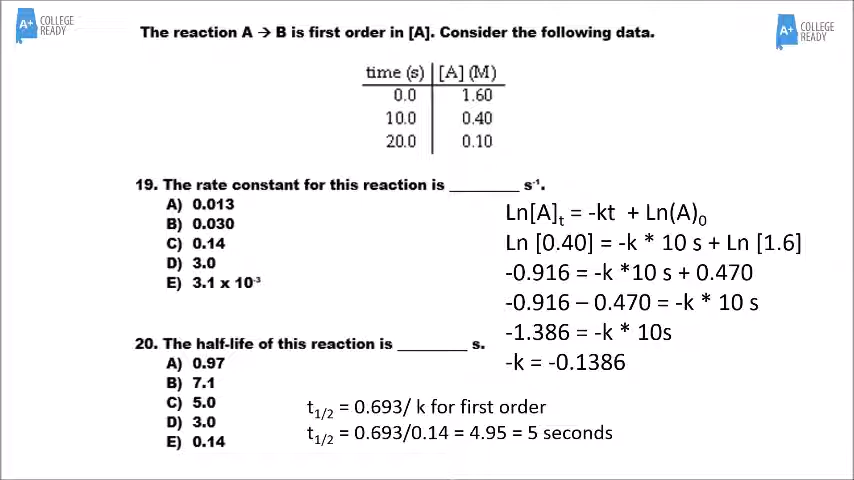 A+ COLLEGE READY
The reaction A → B is first order in [A]. Consider the following data.
A+ COLLEGE READY
time (s) [A] (M)
0.0 1.60
10.0 0.40
20.0 0.10
19. The rate constant for this reaction is ________ s⁻¹.
A) 0.013
B) 0.030
C) 0.14
D) 3.0
E) 3.1 x 10⁻³
Ln[A]ₜ = -kt + Ln(A)₀
Ln [0.40] = -k * 10 s + Ln [1.6]
-0.916 = -k *10 s + 0.470
-0.916 – 0.470 = -k * 10 s
-1.386 = -k * 10s
-k = -0.1386
20. The half-life of this reaction is ________ s.
A) 0.97
B) 7.1
C) 5.0
D) 3.0
E) 0.14
t₁/₂ = 0.693/ k for first order
t₁/₂ = 0.693/0.14 = 4.95 = 5 seconds